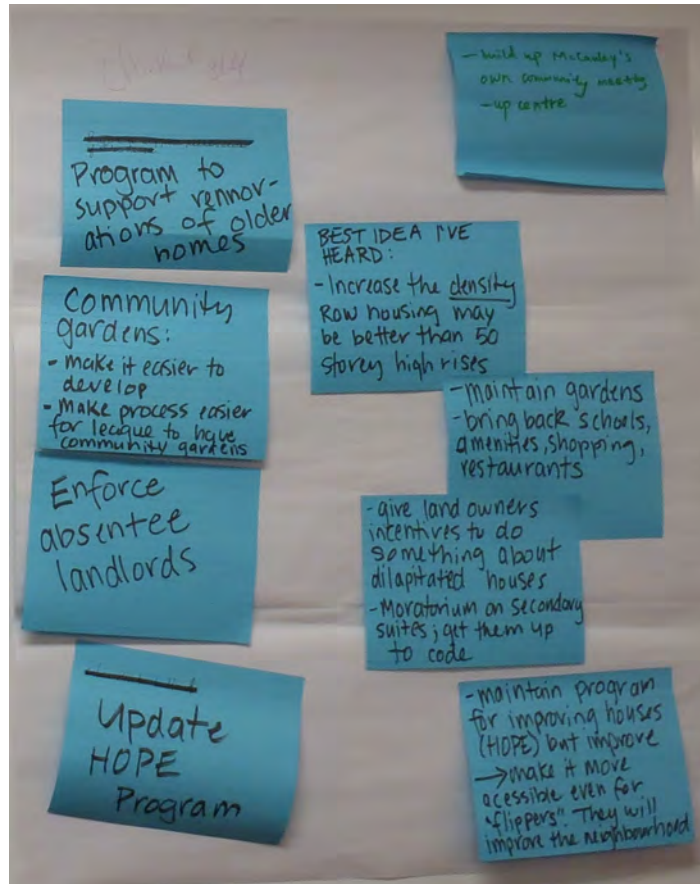 - build up McCauley's
own community meeting
- up centre
Program to
support rennor-
ations of older
homes
BEST IDEA I'VE
HEARD:
- Increase the density
Row housing may
be better than 50
storey high rises
Community
gardens:
- make it easier to
develop
- Make process easier
for league to have
community gardens
- maintain gardens
- bring back schools,
amenities, shopping,
restaurants
Enforce
absentee
landlords
- give land owners
incentives to do
something about
dilapitated houses
- Moratorium on secondary
suites; get them up
to code
Update
HOPE
Program
- maintain program
for improving houses
(HOPE) but improve
→ make it more
acessible even for
"flippers". They will
improve the neighbourhood